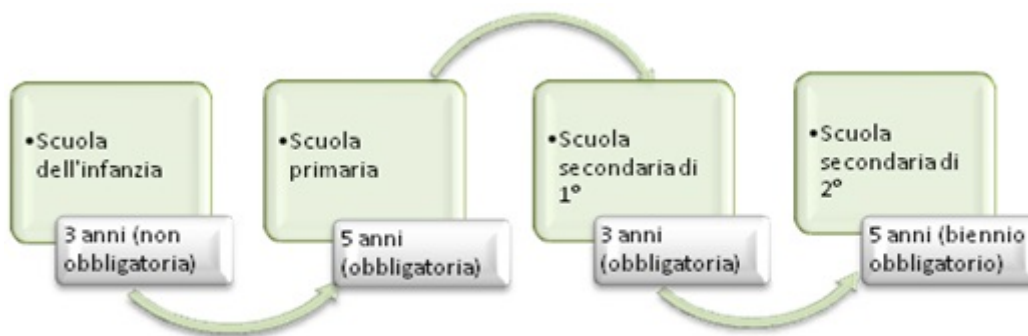 •Scuola
dell'infanzia
3 anni (non
obbligatoria)
•Scuola
primaria
5 anni
(obbligatoria)
•Scuola
secondaria di
1°
3 anni
(obbligatoria)
•Scuola
secondaria di
2°
5 anni (biennio
obbligatorio)